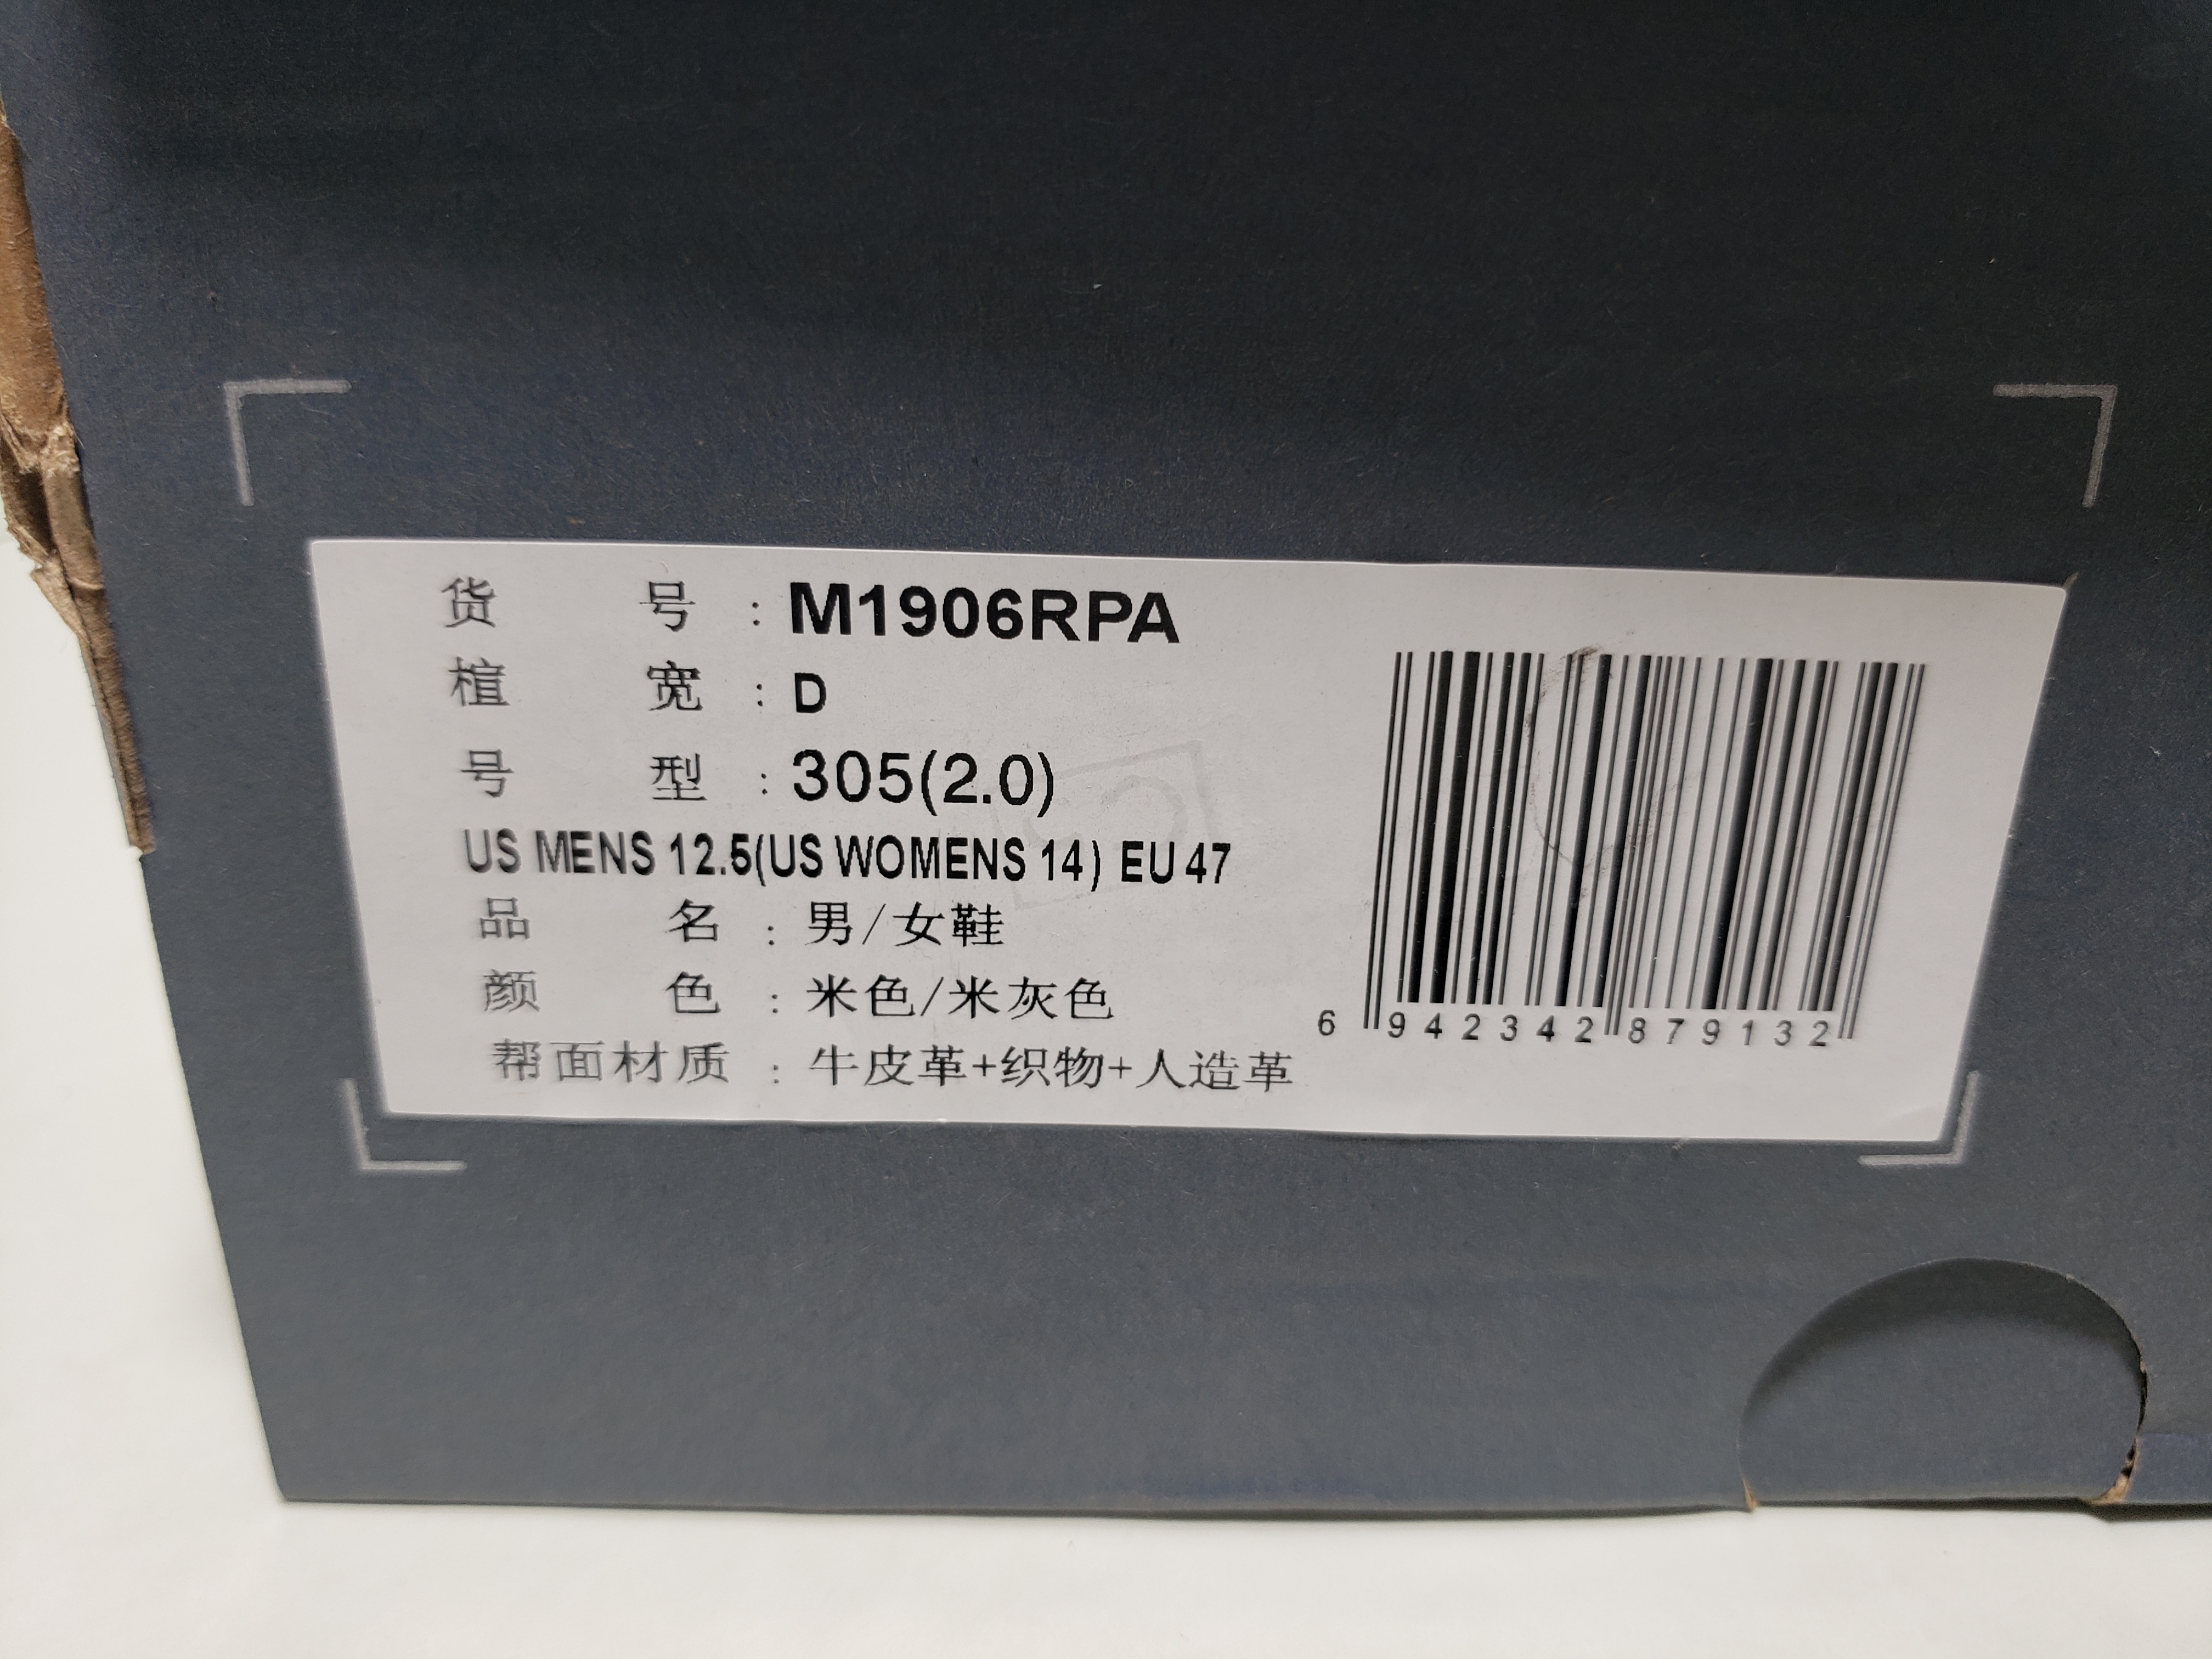 货 号 : M1906RPA
楦 宽 : D
号 型 : 305(2.0)
US MENS 12.5(US WOMENS 14) EU 47
品 名 : 男/女鞋
颜 色 : 米色/米灰色
帮面材质 : 牛皮革+织物+人造革
6 942342 879132